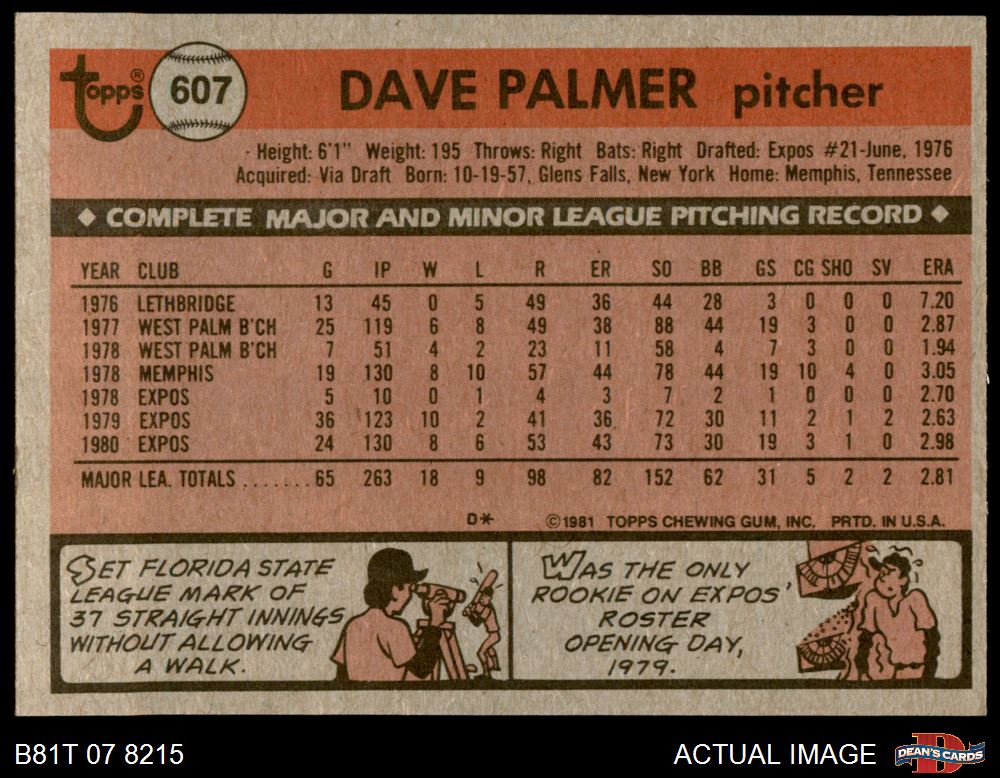 topps® 607 DAVE PALMER pitcher
· Height: 6'1" Weight: 195 Throws: Right Bats: Right Drafted: Expos #21-June, 1976
Acquired: Via Draft Born: 10-19-57, Glens Falls, New York Home: Memphis, Tennessee
◆ COMPLETE MAJOR AND MINOR LEAGUE PITCHING RECORD ◆
YEAR CLUB G IP W L R ER SO BB GS CG SHO SV ERA
1976 LETHBRIDGE 13 45 0 5 49 36 44 28 3 0 0 0 7.20
1977 WEST PALM B'CH 25 119 6 8 49 38 88 44 19 3 0 0 2.87
1978 WEST PALM B'CH 7 51 4 2 23 11 58 4 7 3 0 0 1.94
1978 MEMPHIS 19 130 8 10 57 44 78 44 19 10 4 0 3.05
1978 EXPOS 5 10 0 1 4 3 7 2 1 0 0 0 2.70
1979 EXPOS 36 123 10 2 41 36 72 30 11 2 1 2 2.63
1980 EXPOS 24 130 8 6 53 43 73 30 19 3 1 0 2.98
MAJOR LEA. TOTALS ....... 65 263 18 9 98 82 152 62 31 5 2 2 2.81
D* ©1981 TOPPS CHEWING GUM, INC. PRTD. IN U.S.A.
SET FLORIDA STATE
LEAGUE MARK OF
37 STRAIGHT INNINGS
WITHOUT ALLOWING
A WALK.
WAS THE ONLY
ROOKIE ON EXPOS'
ROSTER
OPENING DAY,
1979.
B81T 07 8215 ACTUAL IMAGE DEAN'S CARDS